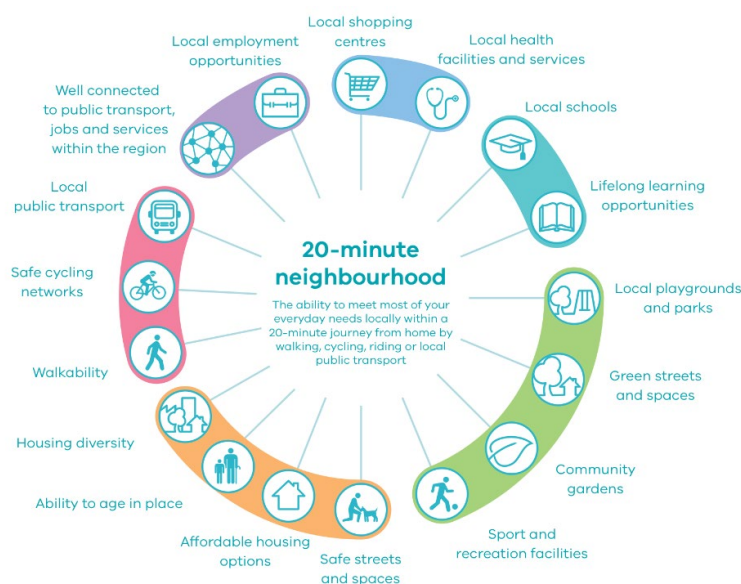 Local shopping
centres
Local health
facilities and services
Local schools
Lifelong learning
opportunities
Local playgrounds
and parks
Green streets
and spaces
Community
gardens
Sport and
recreation facilities
Safe streets
and spaces
Affordable housing
options
Ability to age in place
Housing diversity
Walkability
Safe cycling
networks
Local
public transport
Well connected
to public transport,
jobs and services
within the region
Local employment
opportunities
20-minute
neighbourhood
The ability to meet most of your
everyday needs locally within a
20-minute journey from home by
walking, cycling, riding or local
public transport